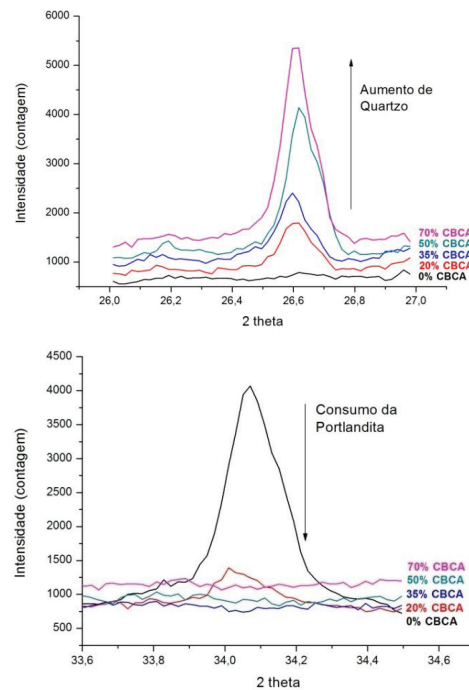 6000
5000
4000
3000
2000
1000
Intensidade (contagem)
Aumento de
Quartzo
70% CBCA
50% CBCA
35% CBCA
20% CBCA
0% CBCA
26,0 26,2 26,4 26,6 26,8 27,0
2 theta
4500
4000
3500
3000
2500
2000
1500
1000
500
Intensidade (contagem)
Consumo da
Portlandita
70% CBCA
50% CBCA
35% CBCA
20% CBCA
0% CBCA
33,6 33,8 34,0 34,2 34,4 34,6
2 theta